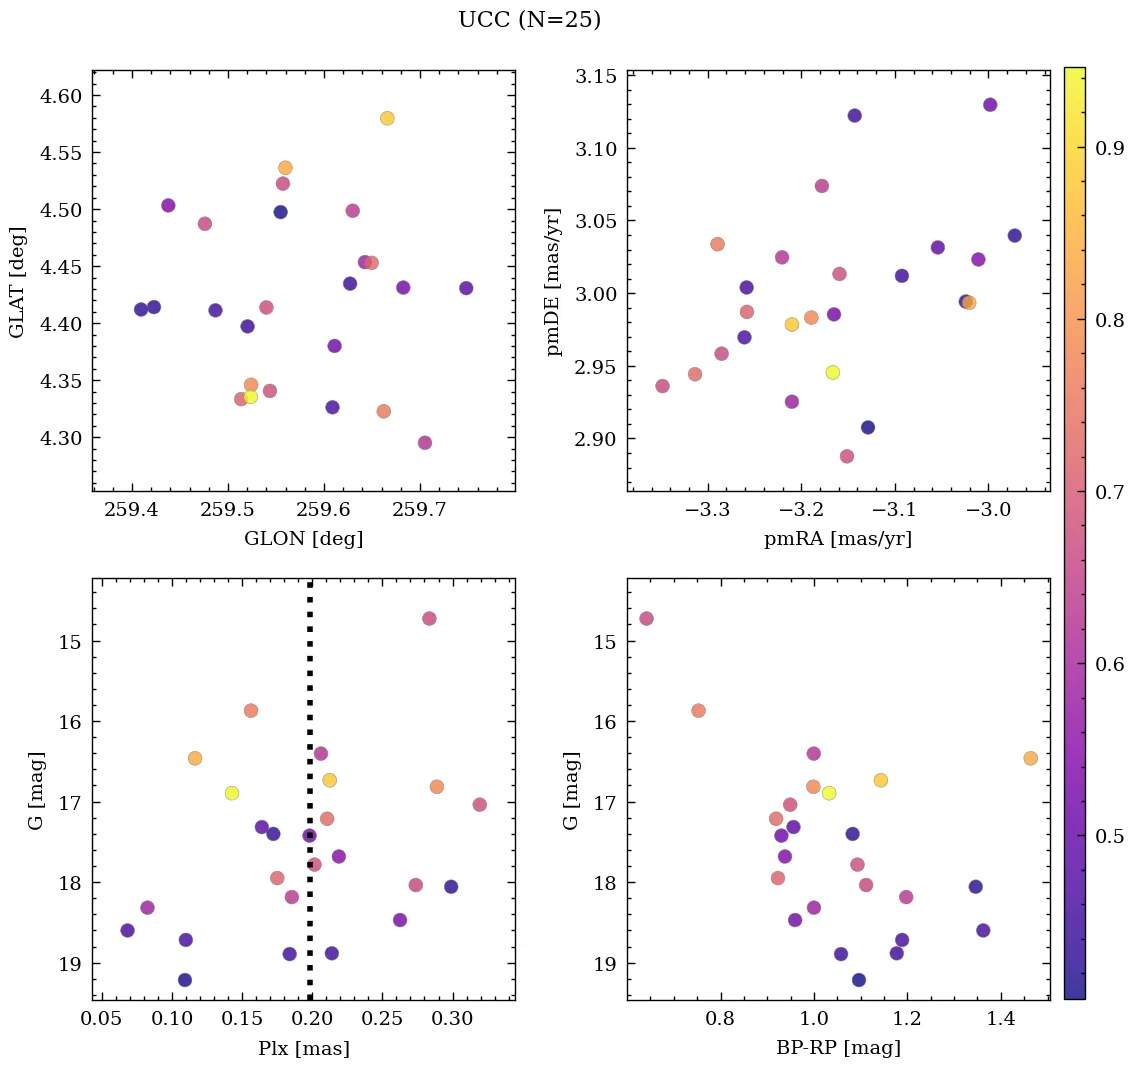 UCC (N=25)
4.60
4.55
4.50
4.45
4.40
4.35
4.30
GLAT [deg]
259.4 259.5 259.6 259.7
GLON [deg]
3.15
3.10
3.05
3.00
2.95
2.90
pmDE [mas/yr]
−3.3 −3.2 −3.1 −3.0
pmRA [mas/yr]
15
16
17
18
19
G [mag]
0.05 0.10 0.15 0.20 0.25 0.30
Plx [mas]
15
16
17
18
19
G [mag]
0.8 1.0 1.2 1.4
BP-RP [mag]
0.9
0.8
0.7
0.6
0.5